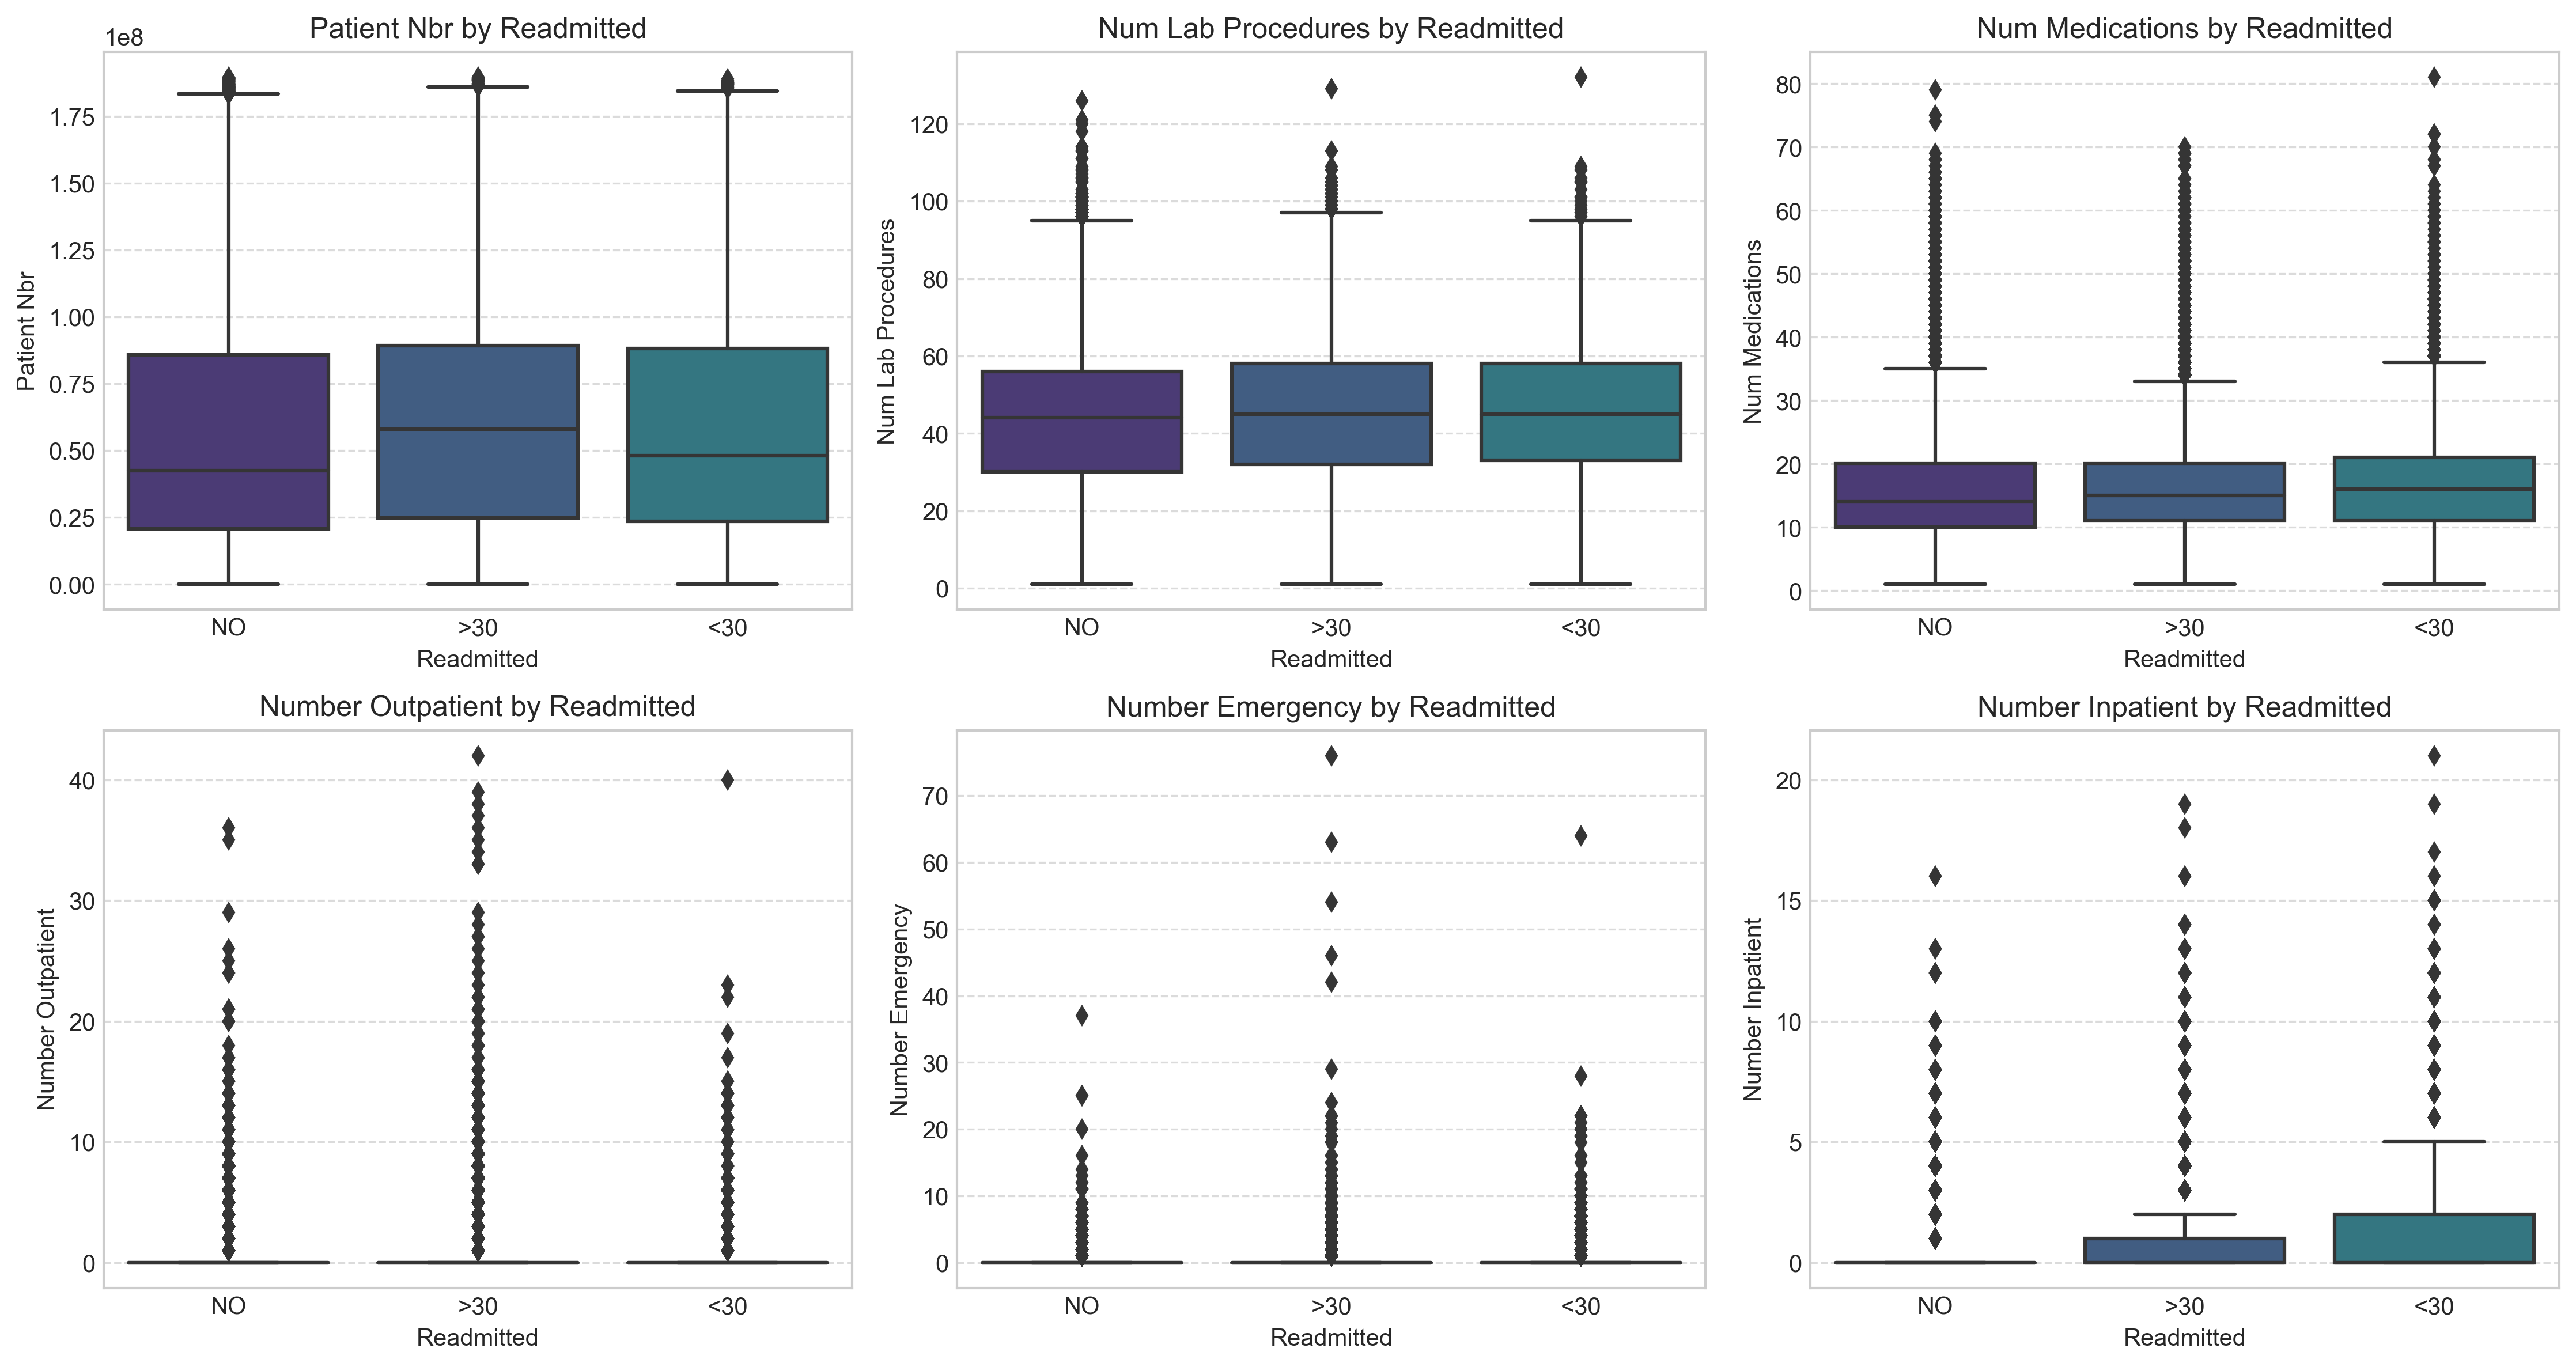 Patient Nbr by Readmitted
1e8
Patient Nbr
1.75
1.50
1.25
1.00
0.75
0.50
0.25
0.00
NO >30 <30
Readmitted
Num Lab Procedures by Readmitted
Num Lab Procedures
120
100
80
60
40
20
0
NO >30 <30
Readmitted
Num Medications by Readmitted
Num Medications
80
70
60
50
40
30
20
10
0
NO >30 <30
Readmitted
Number Outpatient by Readmitted
Number Outpatient
40
30
20
10
0
NO >30 <30
Readmitted
Number Emergency by Readmitted
Number Emergency
70
60
50
40
30
20
10
0
NO >30 <30
Readmitted
Number Inpatient by Readmitted
Number Inpatient
20
15
10
5
0
NO >30 <30
Readmitted